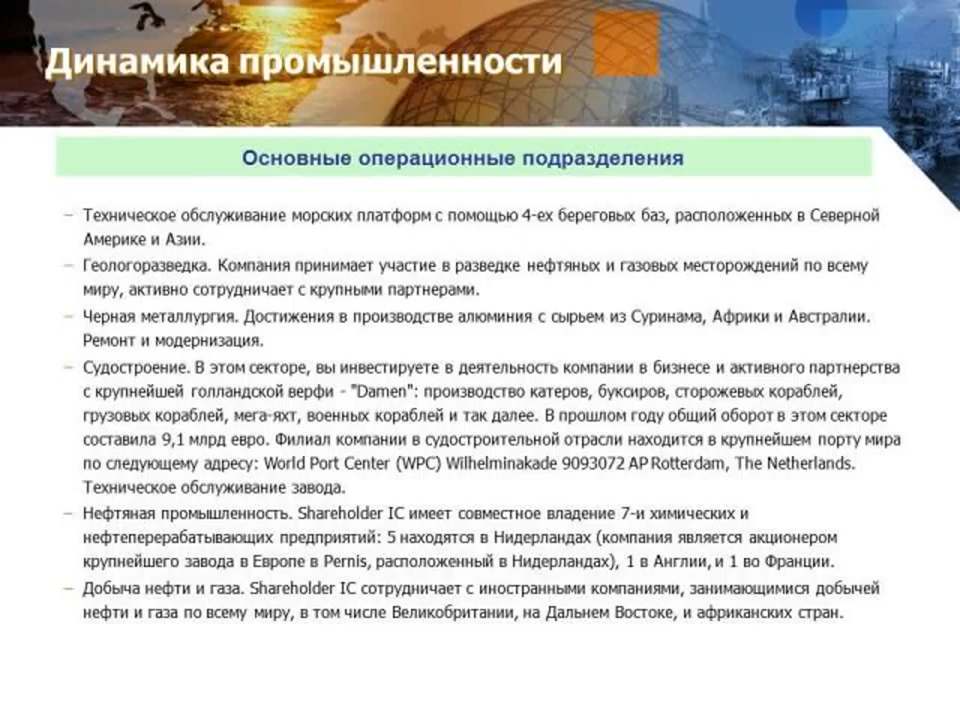 Динамика промышленности
Основные операционные подразделения
– Техническое обслуживание морских платформ с помощью 4-ех береговых баз, расположенных в Северной
Америке и Азии.
– Геологоразведка. Компания принимает участие в разведке нефтяных и газовых месторождений по всему
миру, активно сотрудничает с крупными партнерами.
– Черная металлургия. Достижения в производстве алюминия с сырьем из Суринама, Африки и Австралии.
Ремонт и модернизация.
– Судостроение. В этом секторе, вы инвестируете в деятельность компании в бизнесе и активного партнерства
с крупнейшей голландской верфи - "Damen": производство катеров, буксиров, сторожевых кораблей,
грузовых кораблей, мега-яхт, военных кораблей и так далее. В прошлом году общий оборот в этом секторе
составила 9,1 млрд евро. Филиал компании в судостроительной отрасли находится в крупнейшем порту мира
по следующему адресу: World Port Center (WPC) Wilhelminakade 9093072 AP Rotterdam, The Netherlands.
Техническое обслуживание завода.
– Нефтяная промышленность. Shareholder IC имеет совместное владение 7-и химических и
нефтеперерабатывающих предприятий: 5 находятся в Нидерландах (компания является акционером
крупнейшего завода в Европе в Pernis, расположенный в Нидерландах), 1 в Англии, и 1 во Франции.
– Добыча нефти и газа. Shareholder IC сотрудничает с иностранными компаниями, занимающимися добычей
нефти и газа по всему миру, в том числе Великобритании, на Дальнем Востоке, и африканских стран.